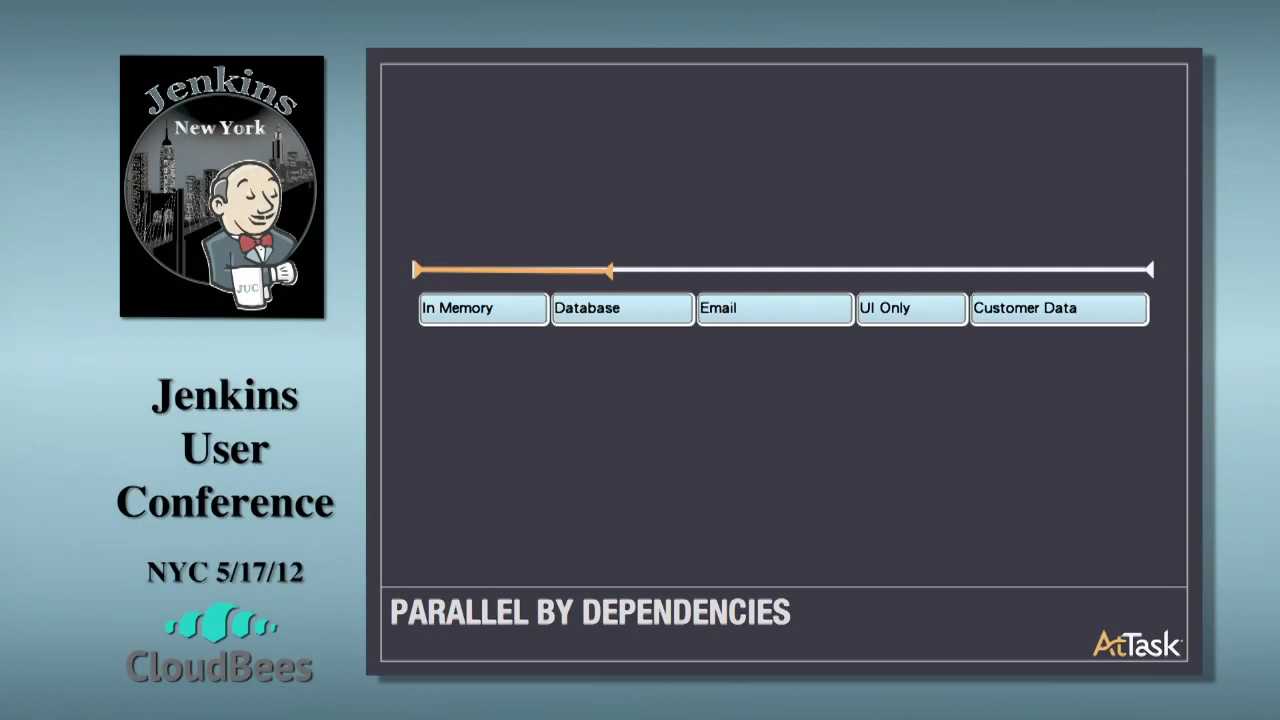 Jenkins
New York
JUC
Jenkins
User
Conference
NYC 5/17/12
CloudBees
In Memory
Database
Email
UI Only
Customer Data
PARALLEL BY DEPENDENCIES
AtTask